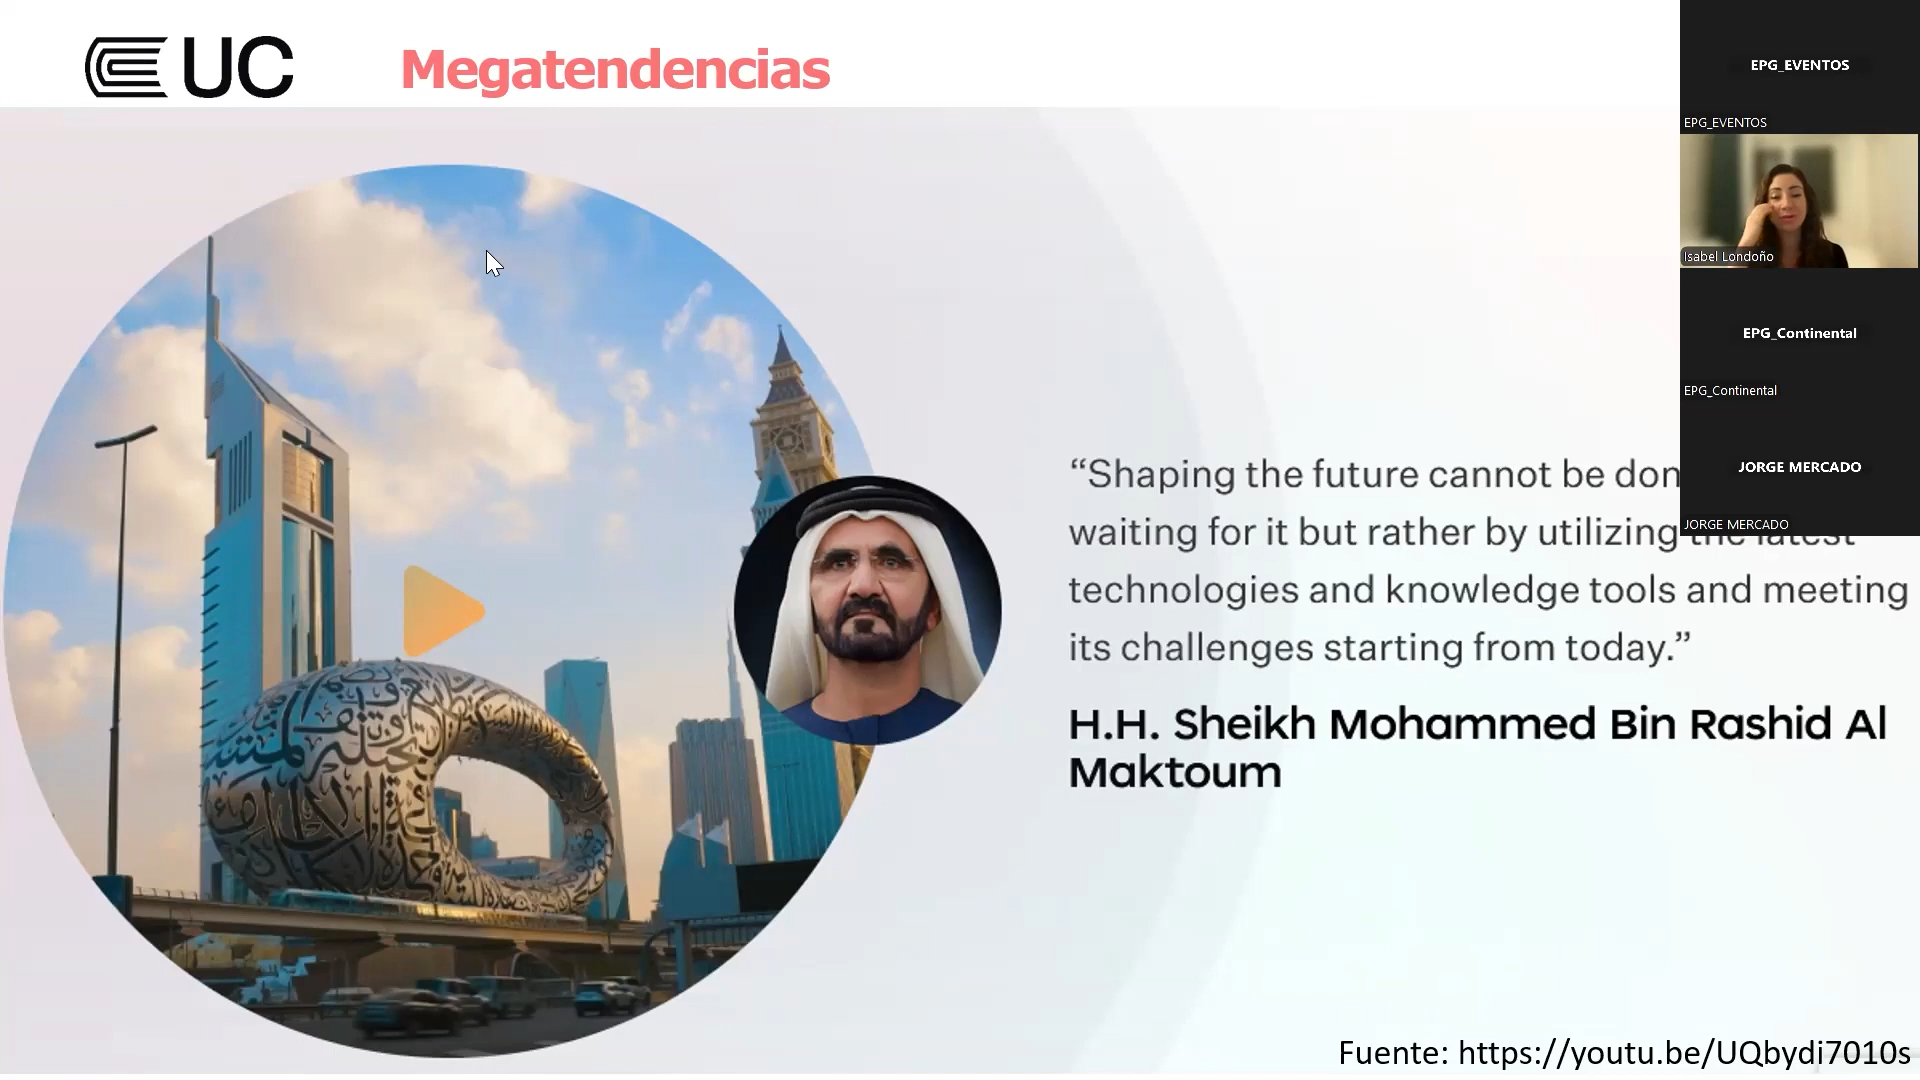 UC
Megatendencias
“Shaping the future cannot be don
waiting for it but rather by utilizing the latest
technologies and knowledge tools and meeting
its challenges starting from today.”
H.H. Sheikh Mohammed Bin Rashid Al
Maktoum
Fuente: https://youtu.be/UQbydi7010s
EPG_EVENTOS
EPG_EVENTOS
Isabel Londoño
EPG_Continental
EPG_Continental
JORGE MERCADO
JORGE MERCADO